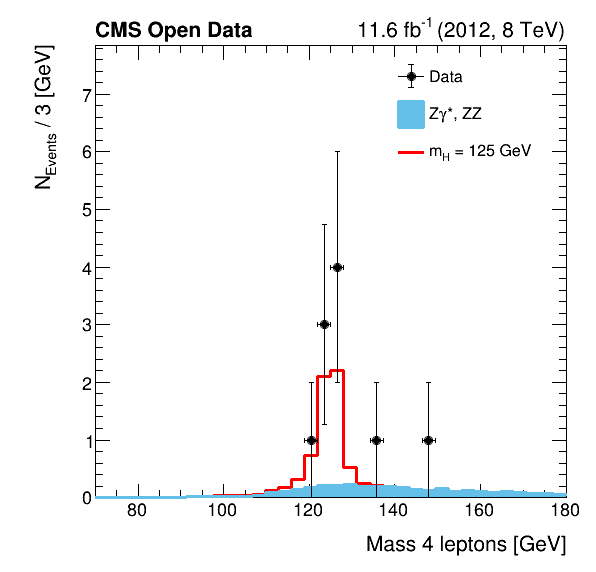 CMS Open Data 11.6 fb⁻¹ (2012, 8 TeV)
N_Events / 3 [GeV]
Data
Zγ*, ZZ
m_H = 125 GeV
7
6
5
4
3
2
1
0
80 100 120 140 160 180
Mass 4 leptons [GeV]